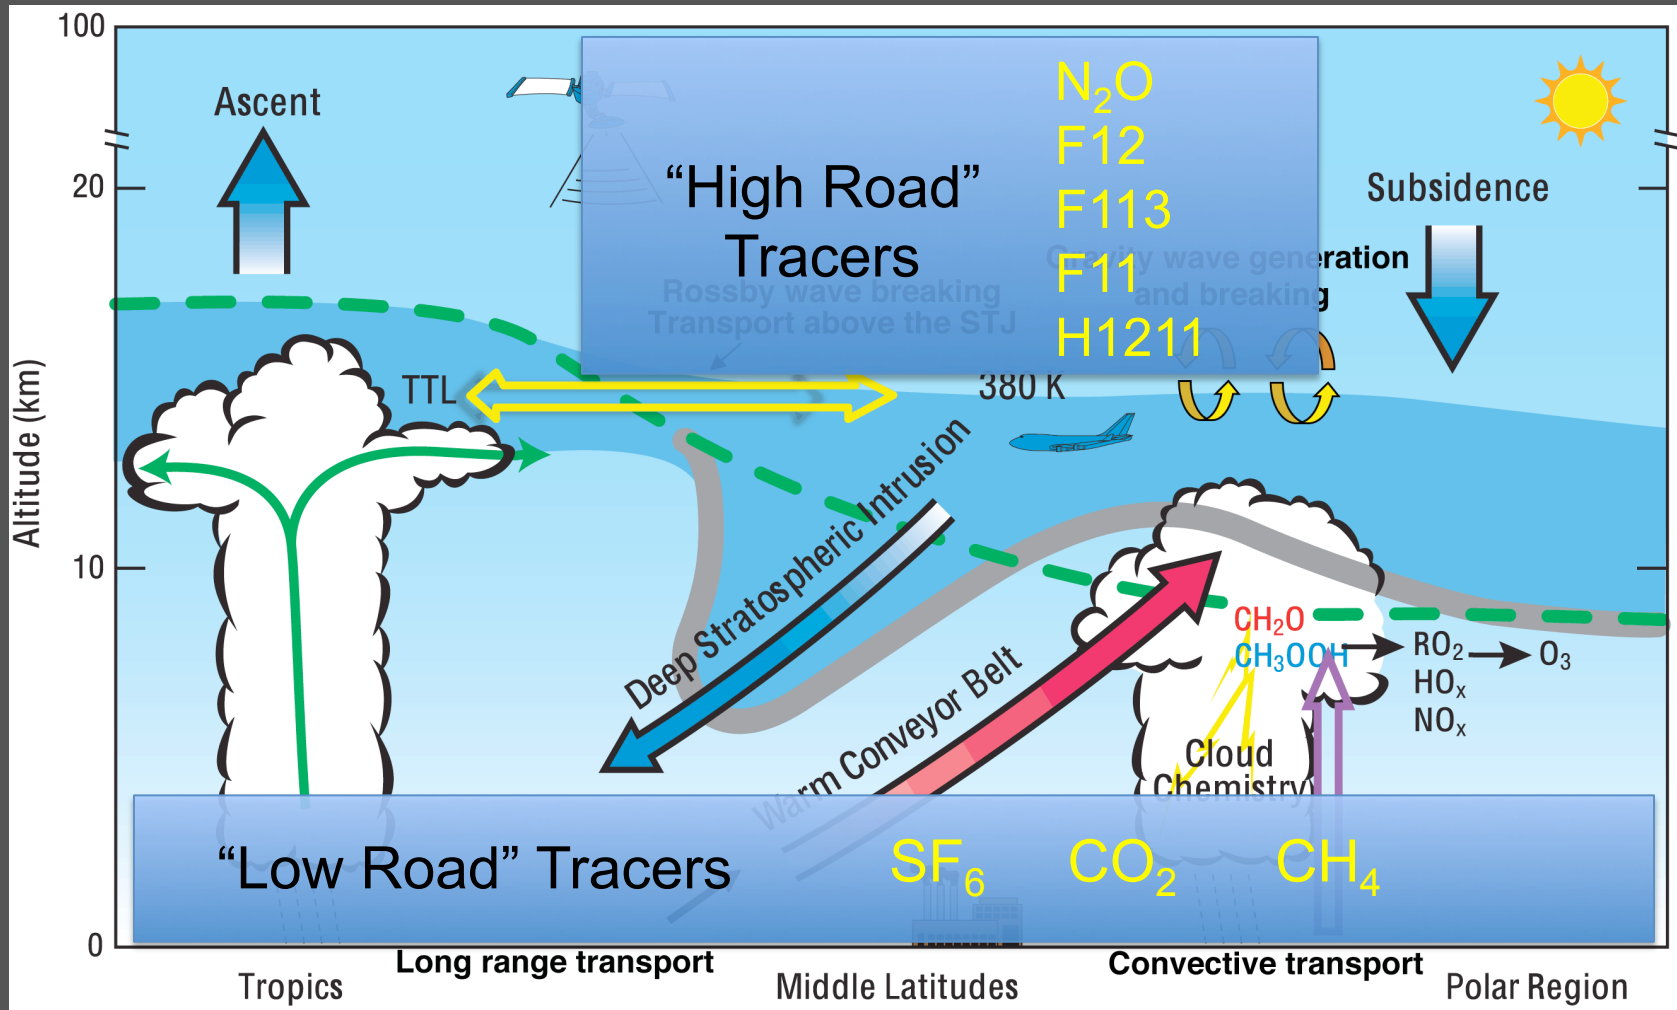 100
Ascent
20
Altitude (km)
10
0
“High Road”
Tracers
N₂O
F12
F113
F11
H1211
Subsidence
Gravity wave generation
and breaking
Rossby wave breaking
Transport above the STJ
TTL
380 K
Deep Stratospheric Intrusion
Warm Conveyor Belt
CH₂O
CH₃OOH
RO₂
HOₓ
NOₓ
O₃
Cloud
Chemistry
“Low Road” Tracers
SF₆ CO₂ CH₄
Long range transport
Convective transport
Tropics
Middle Latitudes
Polar Region